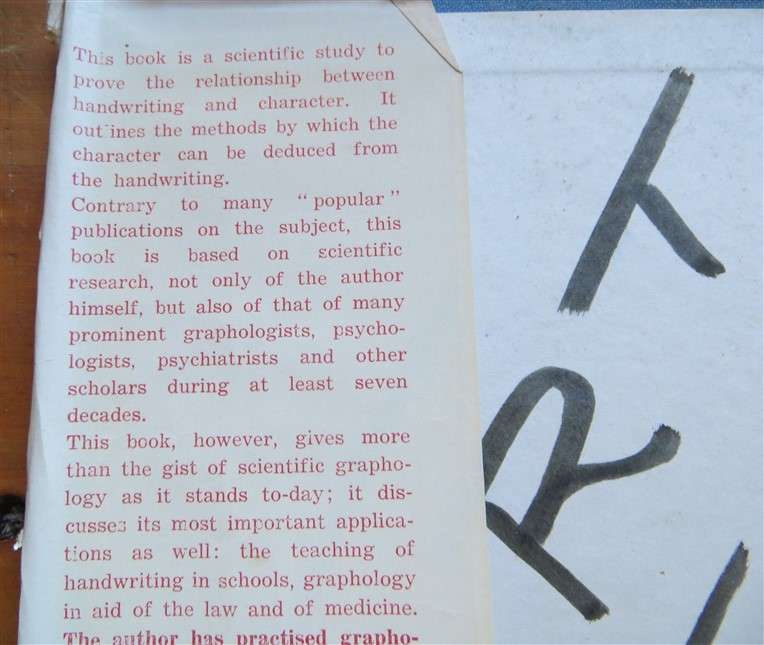 This book is a scientific study to
prove the relationship between
handwriting and character. It
outlines the methods by which the
character can be deduced from
the handwriting.
Contrary to many "popular"
publications on the subject, this
book is based on scientific
research, not only of the author
himself, but also of that of many
prominent graphologists, psycho-
logists, psychiatrists and other
scholars during at least seven
decades.
This book, however, gives more
than the gist of scientific grapho-
logy as it stands to-day; it dis-
cusses its most important applica-
tions as well: the teaching of
handwriting in schools, graphology
in aid of the law and of medicine.
The author has practised grapho-